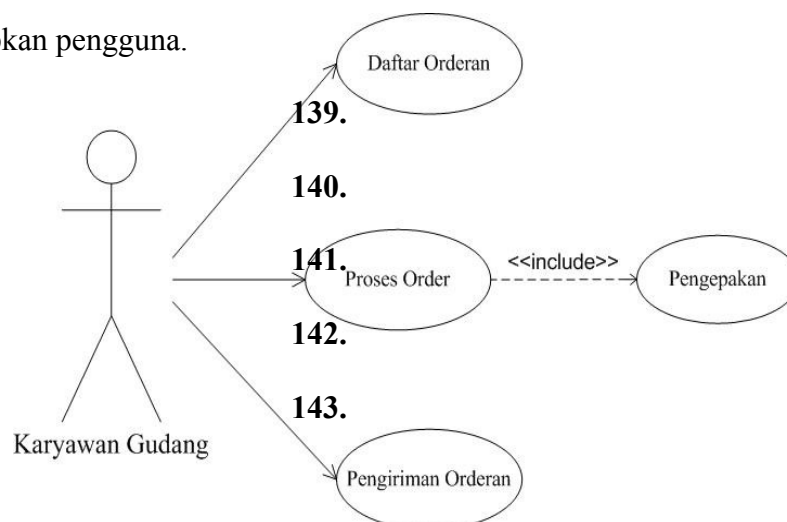 kan pengguna.
Daftar Orderan
139.
140.
141.
Proses Order
<<include>>
Pengepakan
142.
143.
Karyawan Gudang
Pengiriman Orderan